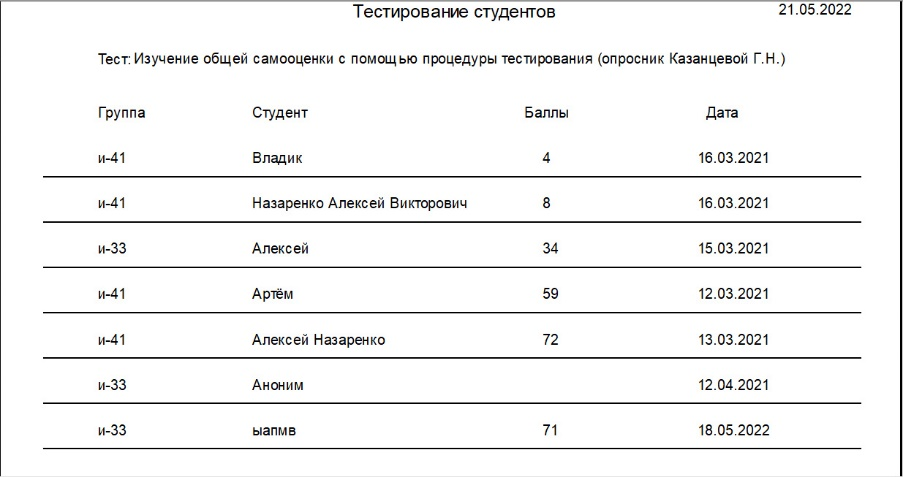 Тестирование студентов 21.05.2022
Тест: Изучение общей самооценки с помощью процедуры тестирования (опросник Казанцевой Г.Н.)
Группа Студент Баллы Дата
и-41 Владик 4 16.03.2021
и-41 Назаренко Алексей Викторович 8 16.03.2021
и-33 Алексей 34 15.03.2021
и-41 Артём 59 12.03.2021
и-41 Алексей Назаренко 72 13.03.2021
и-33 Аноним 12.04.2021
и-33 ыапмв 71 18.05.2022